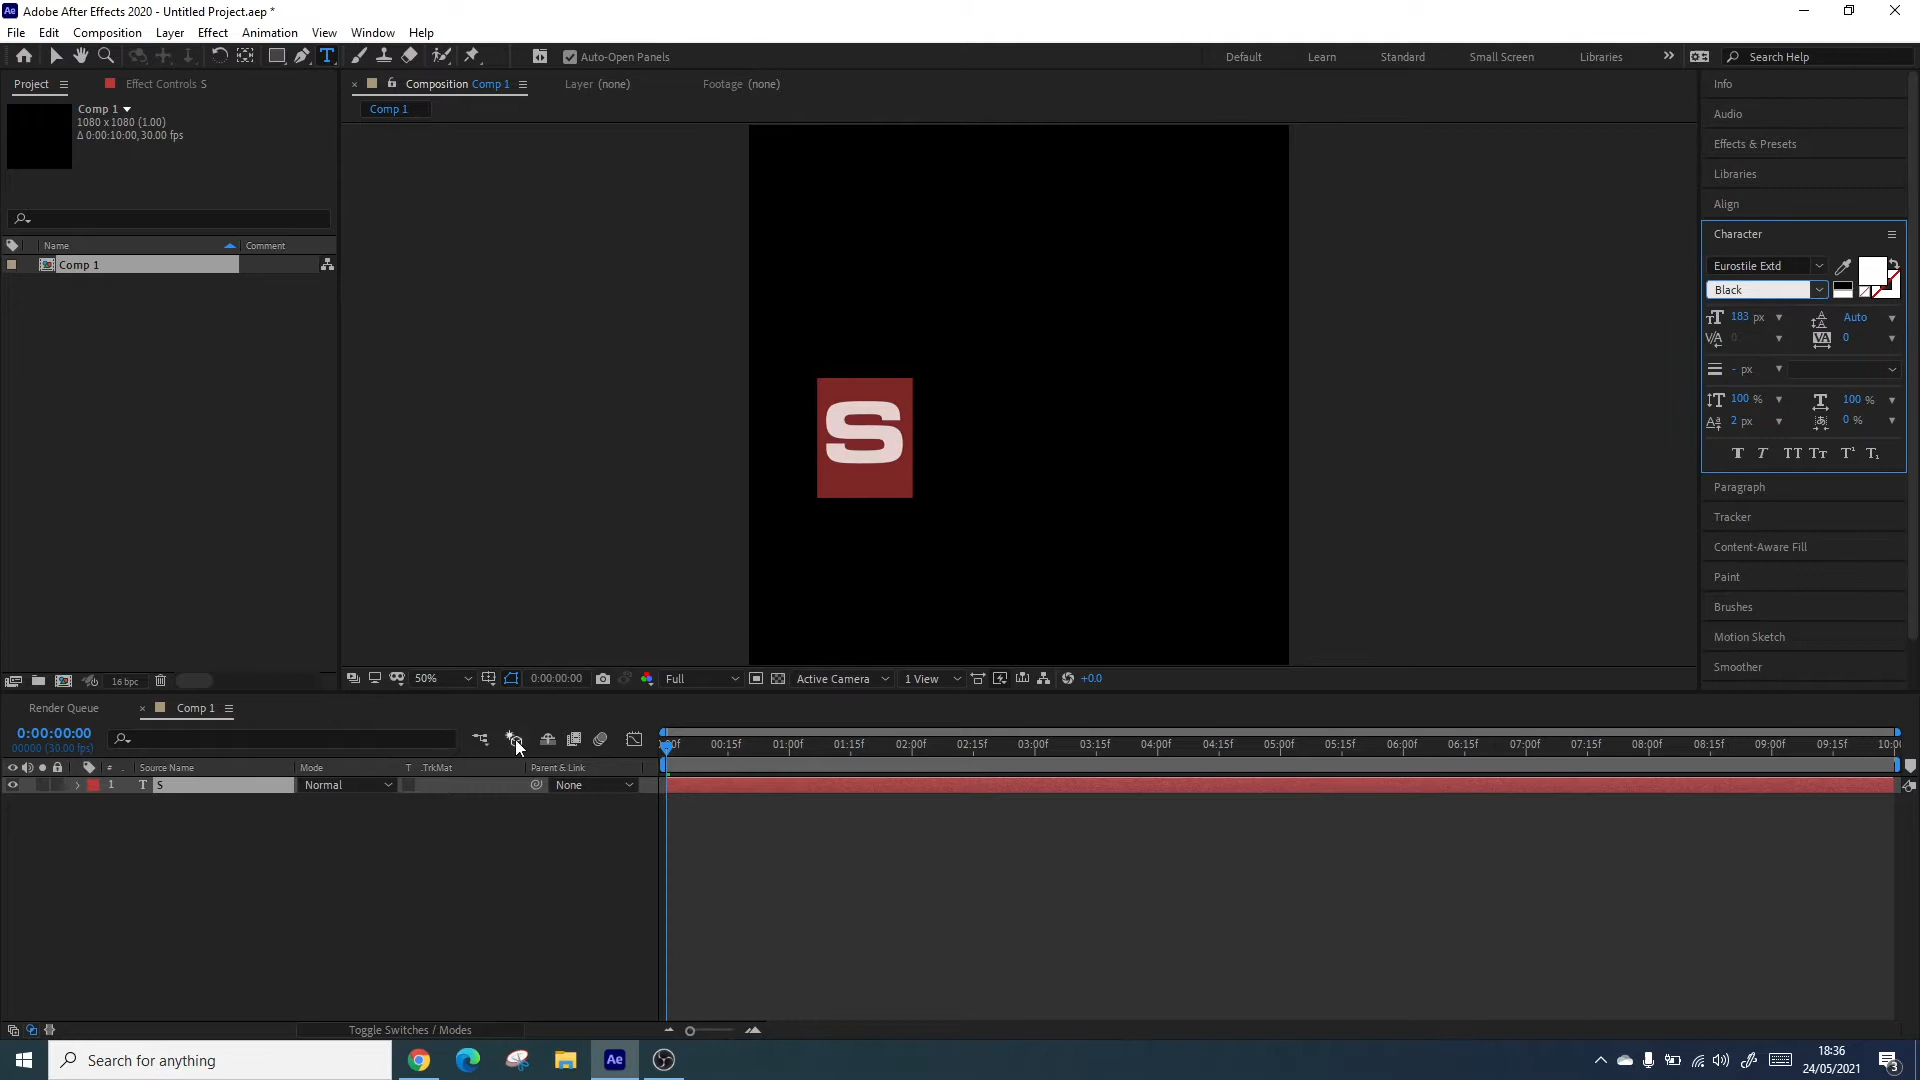 Ae Adobe After Effects 2020 - Untitled Project.aep *
File Edit Composition Layer Effect Animation View Window Help
T Auto-Open Panels Default Learn Standard Small Screen Libraries » Search Help
Project Effect Controls S
Composition Comp 1 Layer (none) Footage (none)
Comp 1
1080 x 1080 (1.00)
Δ 0:00:10:00, 30.00 fps
Comp 1
Name Comment
Comp 1
S
Info
Audio
Effects & Presets
Libraries
Align
Character
Eurostile Extd
Black
183 px Auto
0 0
- px
100 % 100 %
2 px 0 %
T T TT Tт T¹ T₁
Paragraph
Tracker
Content-Aware Fill
Paint
Brushes
Motion Sketch
Smoother
16 bpc
50% 0:00:00:00 Full Active Camera 1 View +0.0
Render Queue Comp 1
0:00:00:00
00000 (30.00 fps)
00:15f 01:00f 01:15f 02:00f 02:15f 03:00f 03:15f 04:00f 04:15f 05:00f 05:15f 06:00f 06:15f 07:00f 07:15f 08:00f 08:15f 09:00f 09:15f
# Source Name Mode T .TrkMat Parent & Link
1 T S Normal None
Toggle Switches / Modes
Search for anything
Ae
18:36
24/05/2021
3